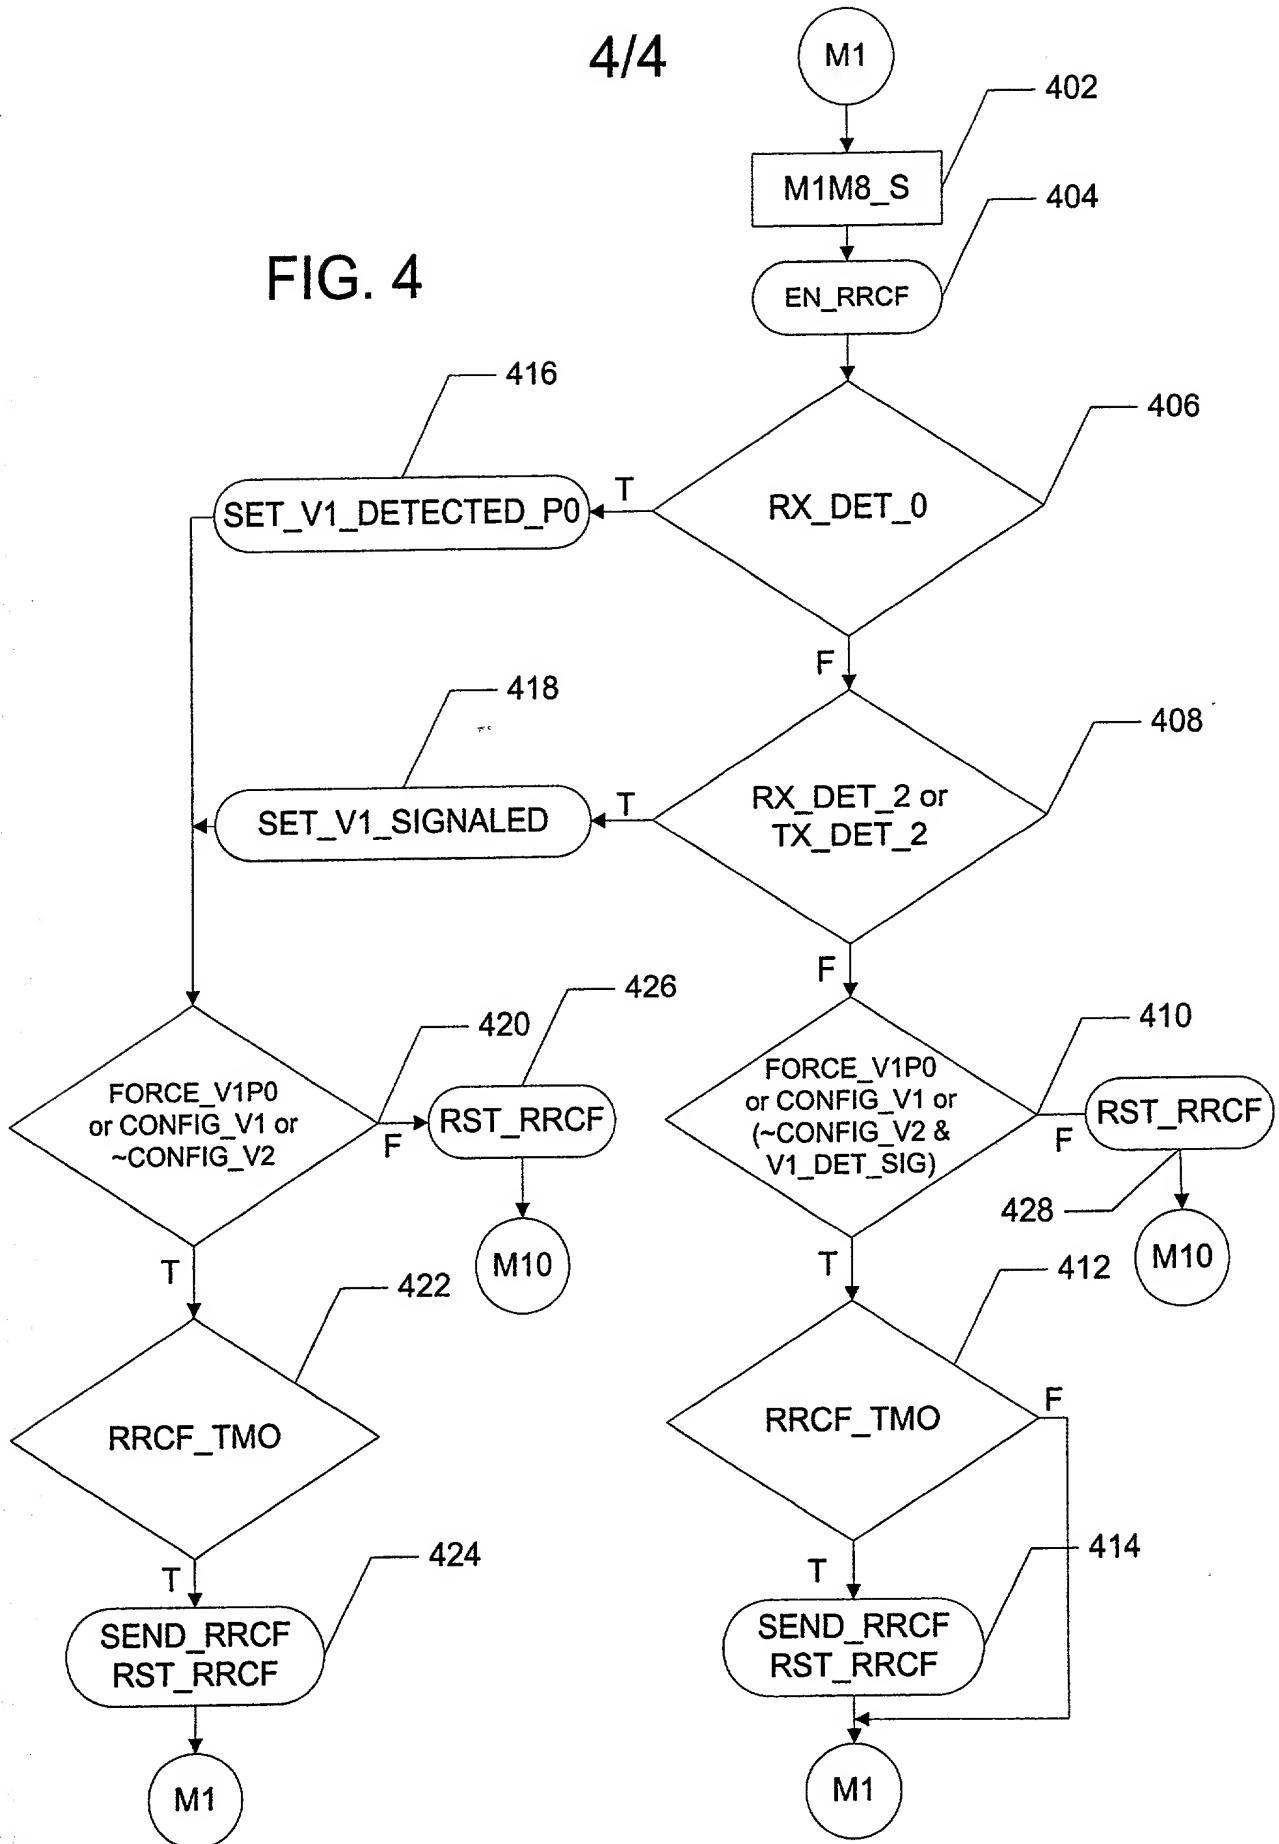 4/4
M1
402
M1M8_S
404
EN_RRCF
FIG. 4
416
406
SET_V1_DETECTED_P0
T
RX_DET_0
F
418
408
SET_V1_SIGNALED
T
RX_DET_2 or
TX_DET_2
F
426
420
410
FORCE_V1P0
or CONFIG_V1 or
~CONFIG_V2
F
RST_RRCF
FORCE_V1P0
or CONFIG_V1 or
(~CONFIG_V2 &
V1_DET_SIG)
F
RST_RRCF
428
M10
M10
T
T
422
412
RRCF_TMO
RRCF_TMO
F
T
T
424
414
SEND_RRCF
RST_RRCF
SEND_RRCF
RST_RRCF
M1
M1